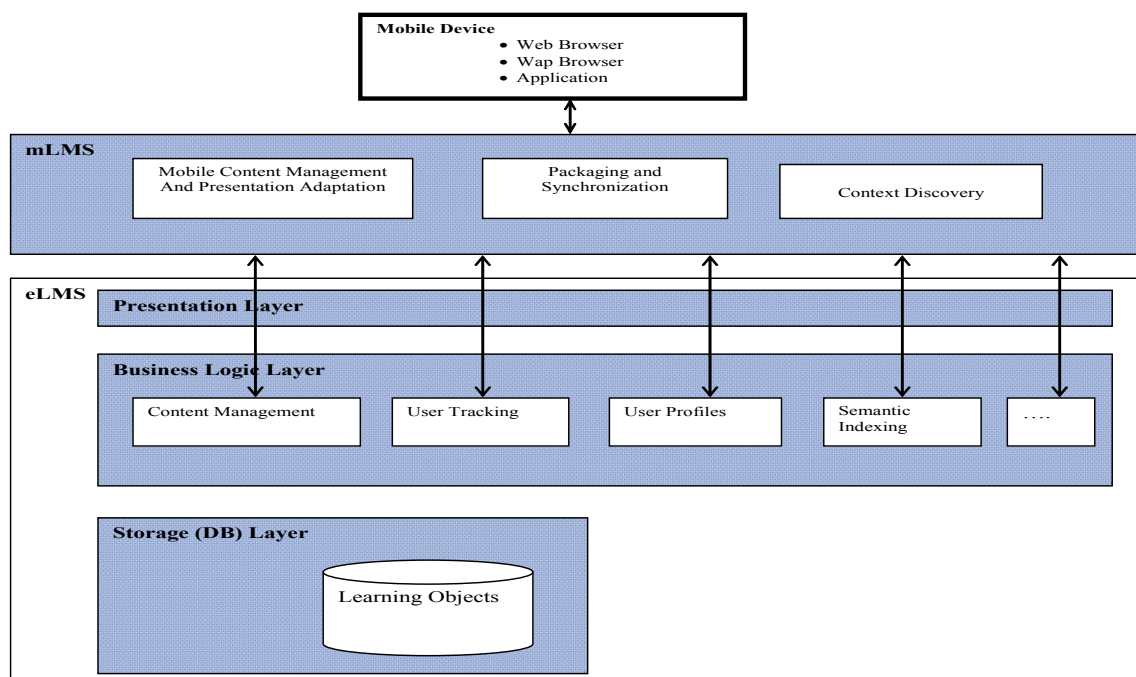 Mobile Device
• Web Browser
• Wap Browser
• Application
mLMS
Mobile Content Management
And Presentation Adaptation
Packaging and
Synchronization
Context Discovery
eLMS
Presentation Layer
Business Logic Layer
Content Management
User Tracking
User Profiles
Semantic
Indexing
....
Storage (DB) Layer
Learning Objects